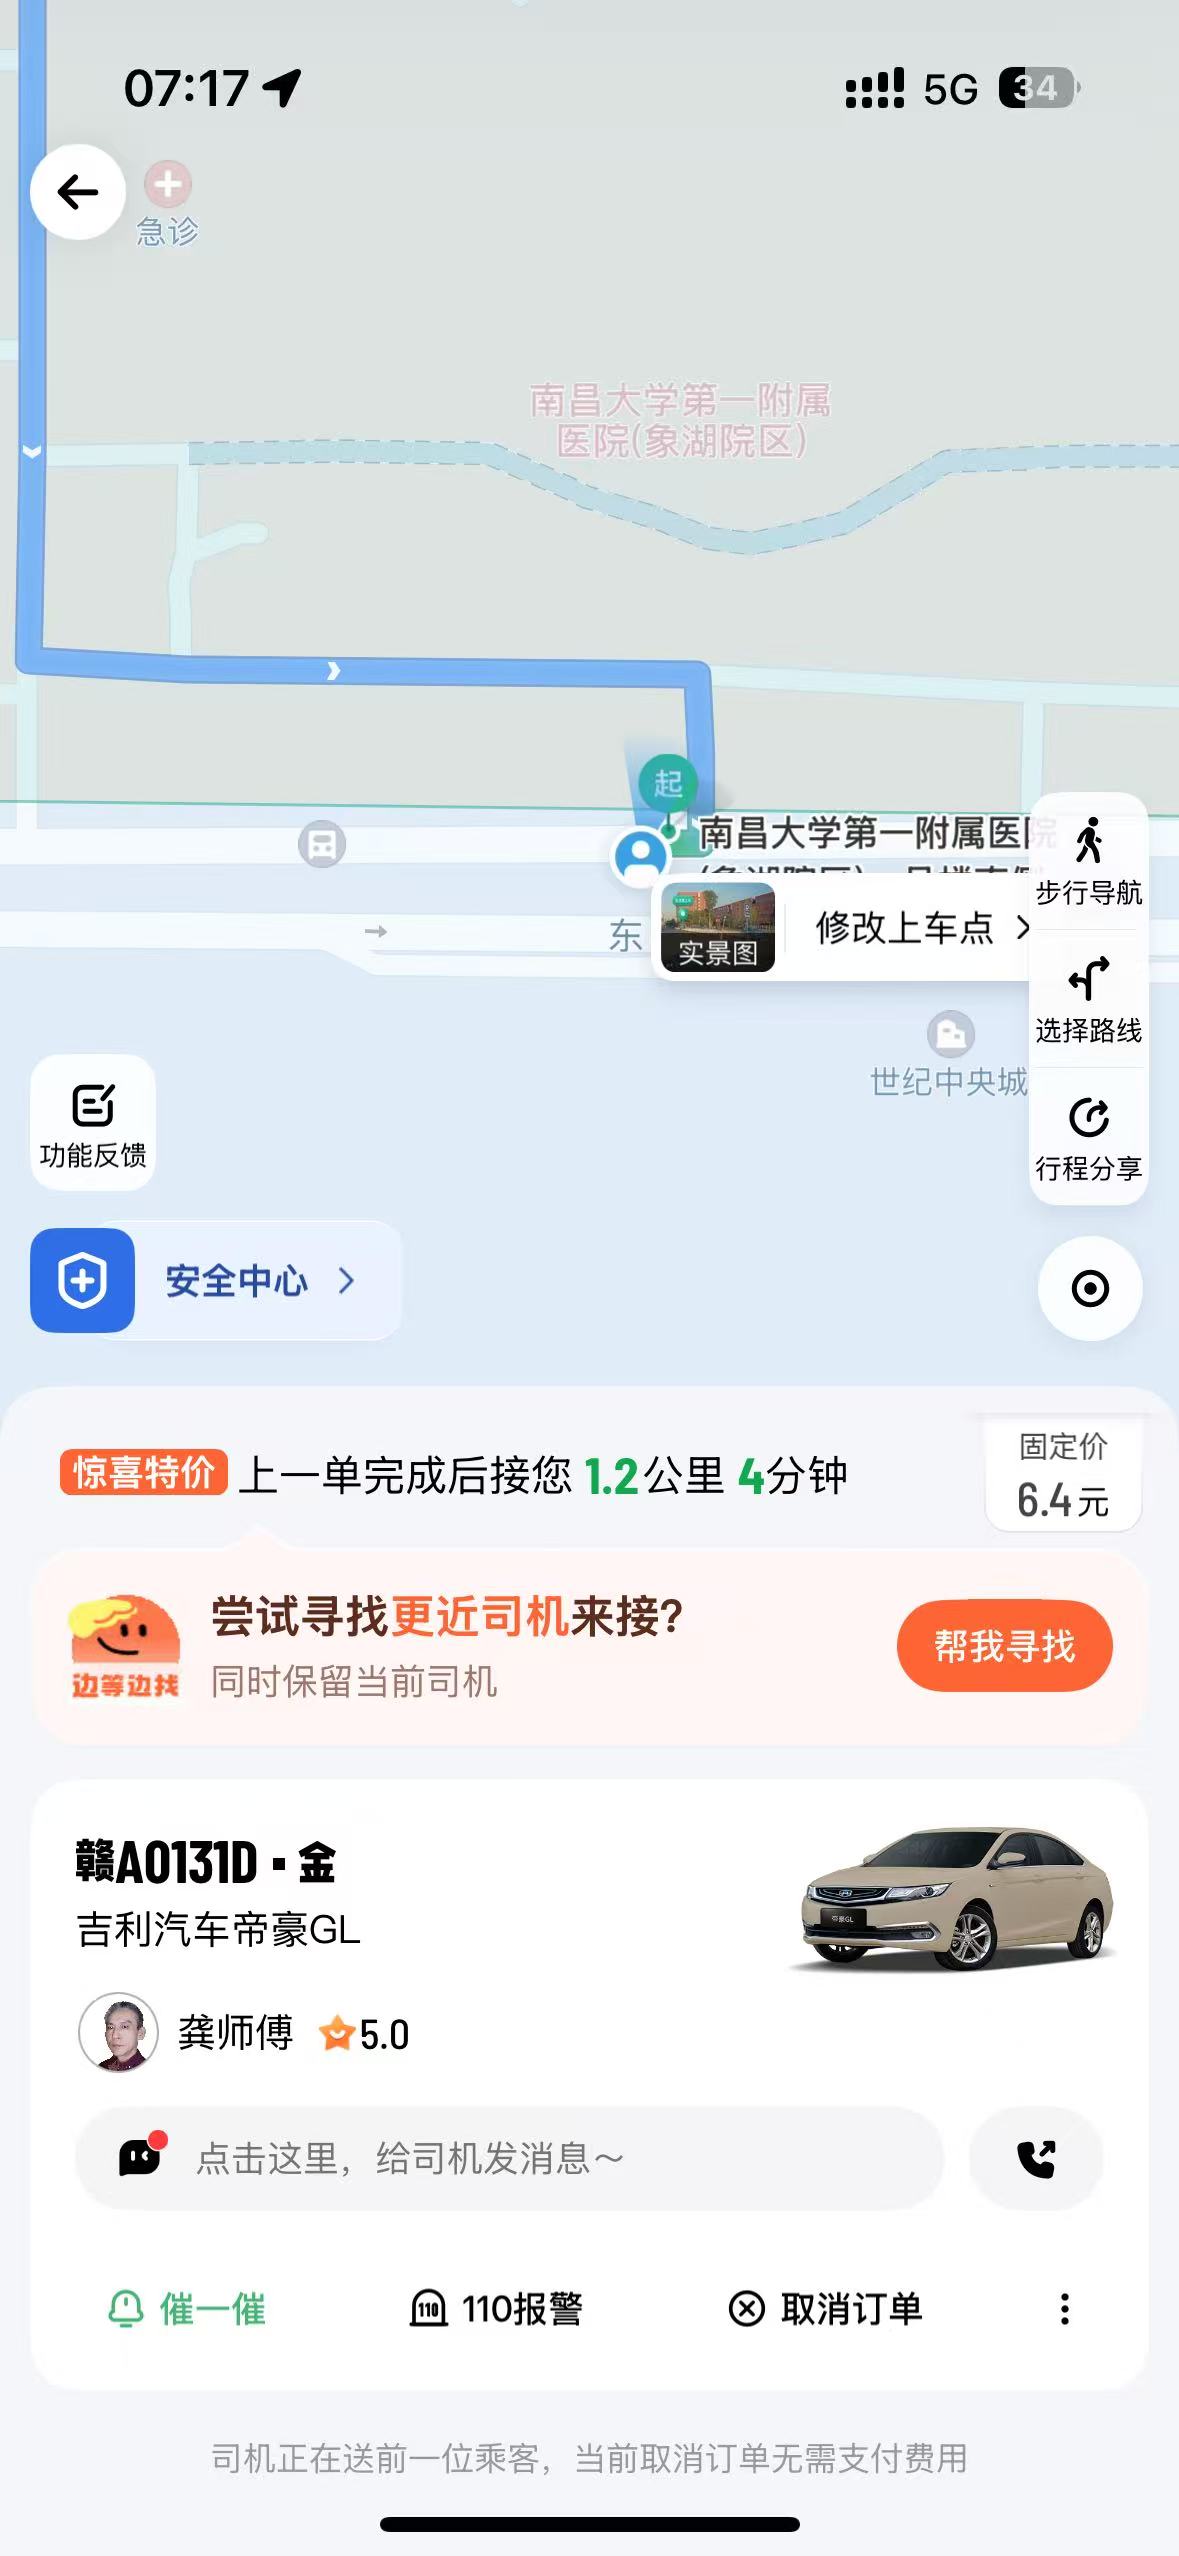 07:17
5G
34
急诊
南昌大学第一附属
医院(象湖院区)
起
南昌大学第一附属医院
步行导航
东
实景图
修改上车点
选择路线
世纪中央城
行程分享
功能反馈
安全中心
惊喜特价 上一单完成后接您 1.2公里 4分钟
固定价
6.4元
尝试寻找更近司机来接?
同时保留当前司机
边等边找
帮我寻找
赣A0131D·金
吉利汽车帝豪GL
帝豪GL
龚师傅 5.0
点击这里，给司机发消息～
催一催
110
110报警
取消订单
司机正在送前一位乘客，当前取消订单无需支付费用